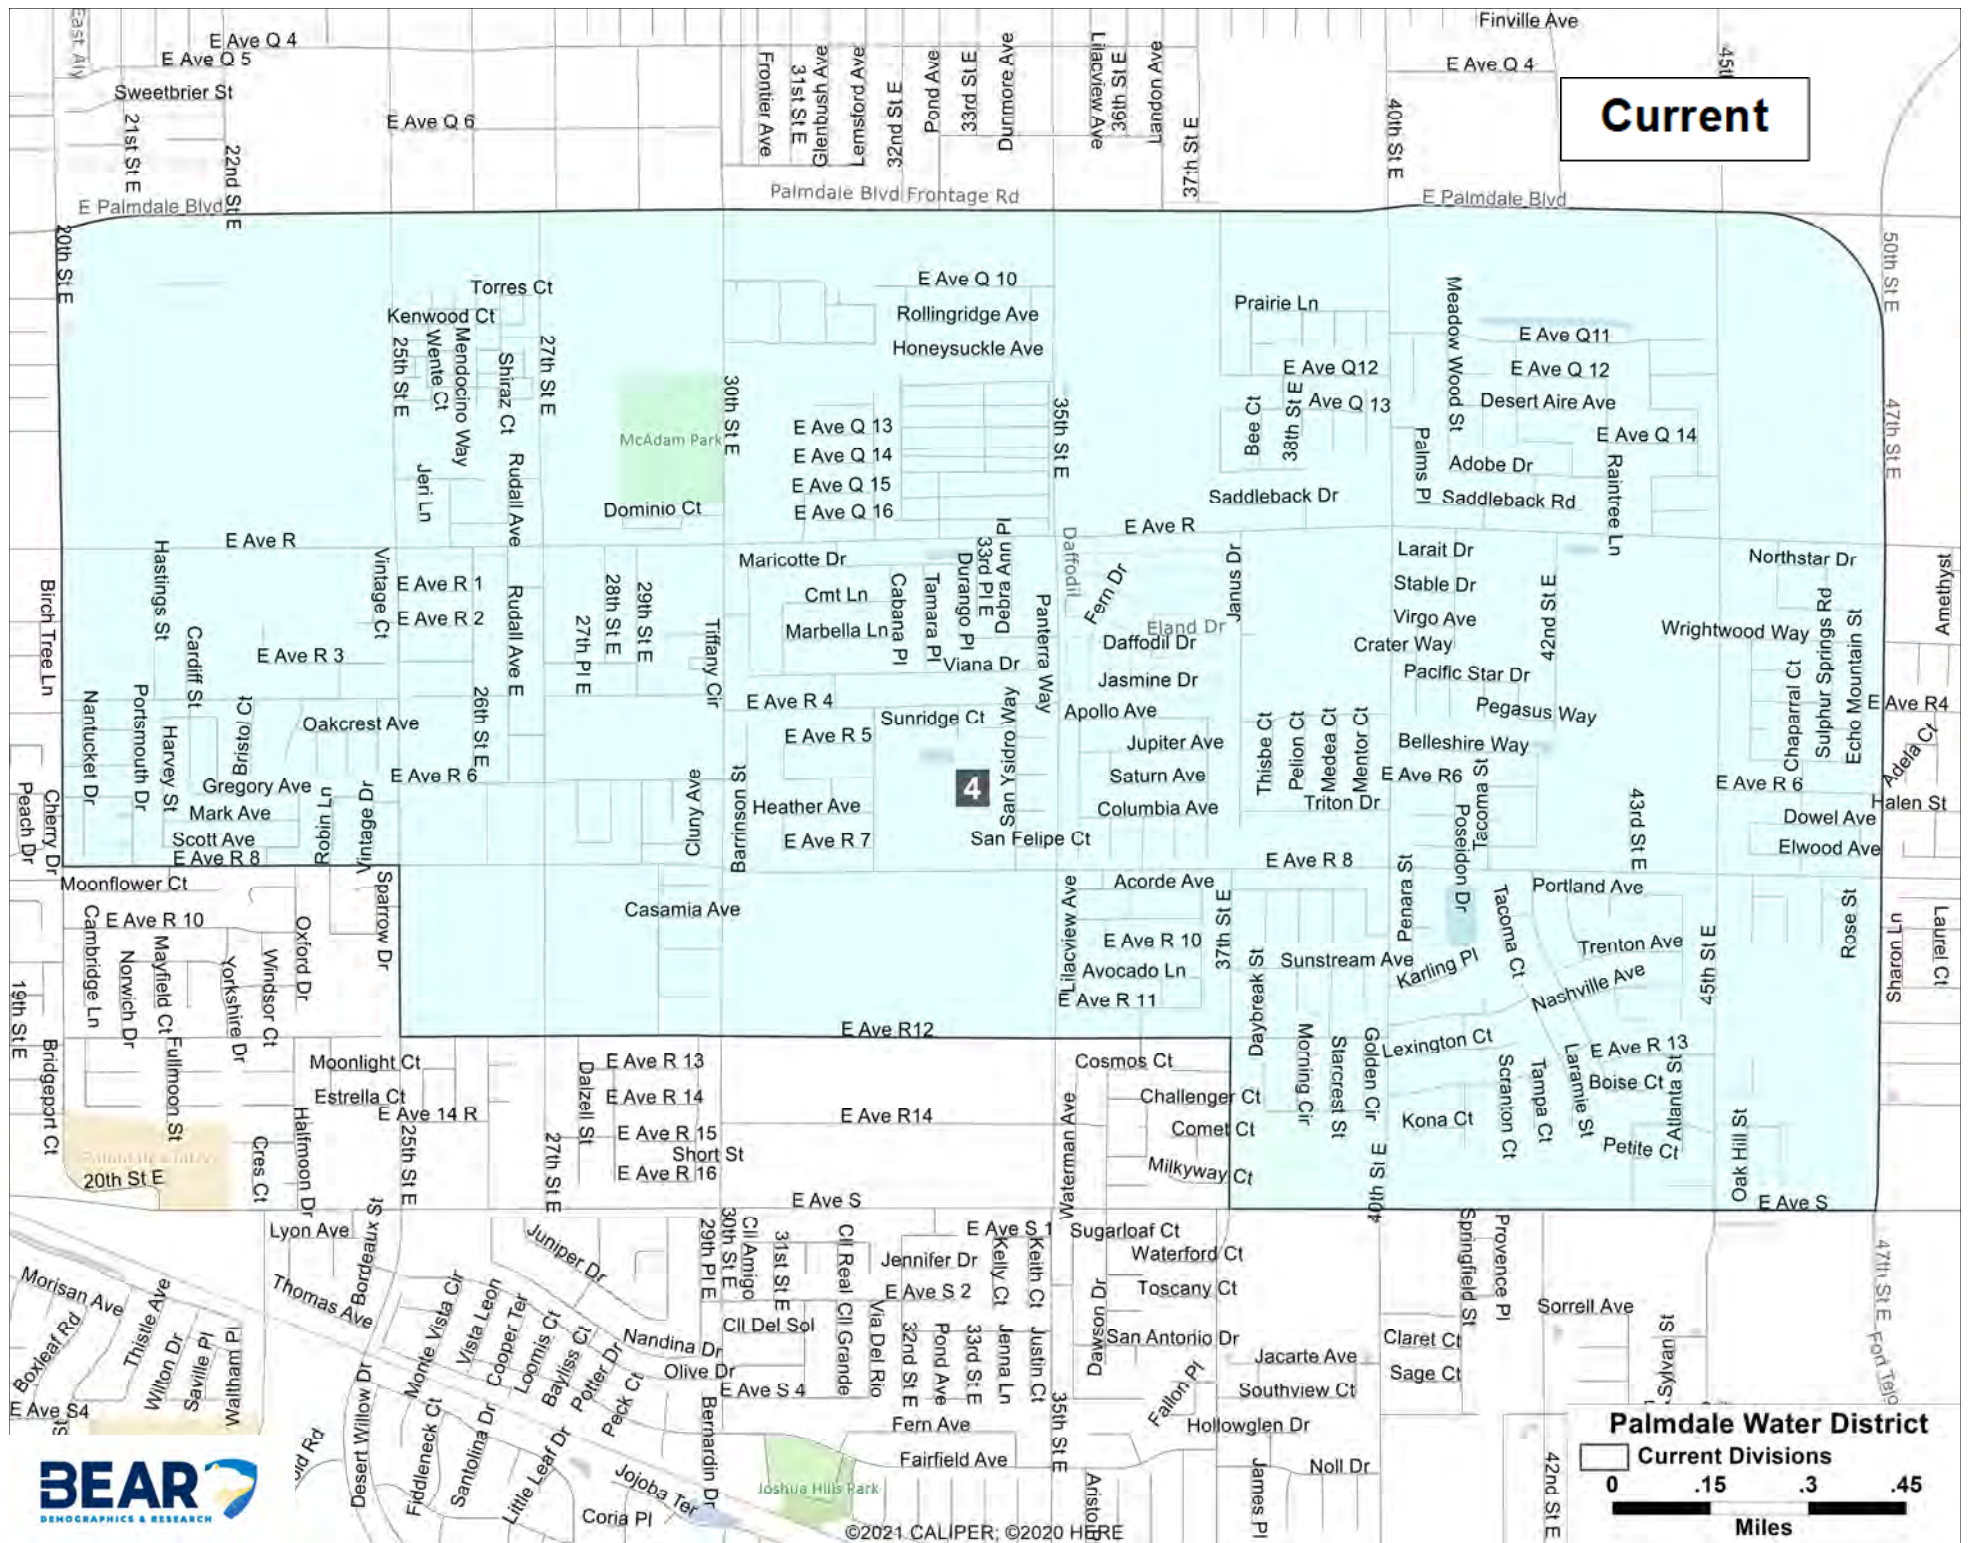 Finville Ave
E Ave Q 4
E Ave Q 5
E Ave Q 4
Sweetbrier St
East Aly
21st St E
22nd St E
E Ave Q 6
Frontier Ave
31st St E
Glenbush Ave
Lemsford Ave
32nd St E
Pond Ave
33rd St E
Dunmore Ave
Lilacview Ave
36th St E
Landon Ave
37th St E
40th St E
Current
E Palmdale Blvd
Palmdale Blvd Frontage Rd
E Palmdale Blvd
20th St E
50th St E
Torres Ct
Kenwood Ct
25th St E
Wente Ct
Mendocino Way
Shiraz Ct
27th St E
E Ave Q 10
Rollingridge Ave
Honeysuckle Ave
Prairie Ln
Meadow Wood St
E Ave Q11
E Ave Q12
E Ave Q 12
Desert Aire Ave
Ave Q 13
E Ave Q 14
Bee Ct
38th St E
Palms Pl
Adobe Dr
Raintree Ln
47th St E
McAdam Park
30th St E
E Ave Q 13
E Ave Q 14
E Ave Q 15
E Ave Q 16
35th St E
Jeri Ln
Rudall Ave
Dominio Ct
Saddleback Dr
Saddleback Rd
E Ave R
E Ave R
Hastings St
Vintage Ct
E Ave R 1
E Ave R 2
Rudall Ave E
28th St E
29th St E
27th Pl E
Tiffany Cir
Maricotte Dr
Cmt Ln
Marbella Ln
Cabana Pl
Tamara Pl
Durango Pl
33rd Pl E
Debra Ann Pl
Viana Dr
Panterra Way
Daffodil
Fern Dr
Eland Dr
Daffodil Dr
Jasmine Dr
Janus Dr
Larait Dr
Stable Dr
Virgo Ave
Crater Way
Pacific Star Dr
Pegasus Way
42nd St E
Northstar Dr
Wrightwood Way
Chaparral Ct
Sulphur Springs Rd
Echo Mountain St
Amethyst
E Ave R4
Adela Ct
Birch Tree Ln
Cardiff St
E Ave R 3
Nantucket Dr
Portsmouth Dr
Harvey St
Bristol Ct
Oakcrest Ave
26th St E
E Ave R 4
Sunridge Ct
San Ysidro Way
Apollo Ave
Jupiter Ave
Saturn Ave
Columbia Ave
Thisbe Ct
Pelion Ct
Medea Ct
Mentor Ct
Belleshire Way
E Ave R6
Tacoma St
Poseidon Dr
Triton Dr
43rd St E
E Ave R 6
Halen St
Dowel Ave
Elwood Ave
Peach Dr
Cherry Dr
Gregory Ave
Mark Ave
Scott Ave
E Ave R 8
Robin Ln
Vintage Dr
E Ave R 6
Cluny Ave
Barrinson St
E Ave R 5
Heather Ave
E Ave R 7
4
San Felipe Ct
E Ave R 8
Penara St
Portland Ave
Moonflower Ct
E Ave R 10
Sparrow Dr
Cambridge Ln
Norwich Dr
Mayfield Ct
Yorkshire Dr
Windsor Ct
Oxford Dr
Casamia Ave
Lilacview Ave
Acorde Ave
E Ave R 10
Avocado Ln
E Ave R 11
37th St E
Daybreak St
Sunstream Ave
Karling Pl
Tacoma Ct
Trenton Ave
Nashville Ave
45th St E
Rose St
Sharon Ln
Laurel Ct
19th St E
Bridgeport Ct
Fullmoon St
E Ave R12
Morning Cir
Starcrest St
Golden Cir
Lexington Ct
Scranton Ct
Tampa Ct
Laramie St
E Ave R 13
Boise Ct
Atlanta St
Kona Ct
Petite Ct
Oak Hill St
Moonlight Ct
Estrella Ct
E Ave 14 R
Dalzell St
E Ave R 13
E Ave R 14
E Ave R 15
Short St
E Ave R 16
E Ave R14
Cosmos Ct
Challenger Ct
Comet Ct
Milkyway Ct
Waterman Ave
20th St E
Cres Ct
Halfmoon Dr
25th St E
27th St E
E Ave S
40th St E
E Ave S
Lyon Ave
Bordeaux St
Thomas Ave
Juniper Dr
29th Pl E
30th St E
Cll Amigo
31st St E
Cll Real
Cll Grande
Jennifer Dr
E Ave S 1
E Ave S 2
Kelly Ct
Keith Ct
Sugarloaf Ct
Waterford Ct
Toscany Ct
Springfield St
Provence Pl
47th St E
Morisan Ave
Boxleaf Rd
Thistle Ave
Wilton Dr
Saville Pl
Waltham Pl
E Ave S4
Monte Vista Cir
Vista Leon
Cooper Ter
Loomis Ct
Bayliss Ct
Potter Dr
Peck Ct
Nandina Dr
Olive Dr
Cll Del Sol
E Ave S 4
Via Del Rio
32nd St E
Pond Ave
33rd St E
Jenna Ln
Justin Ct
Dawson Dr
San Antonio Dr
Fallon Pl
Jacarte Ave
Southview Ct
Hollowglen Dr
Claret Ct
Sage Ct
Sorrell Ave
Sylvan St
Desert Willow Dr
Fiddleneck Ct
Santolina Dr
Little Leaf Dr
Jojoba Ter
Coria Pl
Bernardin Dr
Fern Ave
Fairfield Ave
35th St E
Joshua Hills Park
James Pl
Noll Dr
42nd St E
BEAR
DEMOGRAPHICS & RESEARCH
©2021 CALIPER; ©2020 HERE
Palmdale Water District
Current Divisions
0 .15 .3 .45
Miles